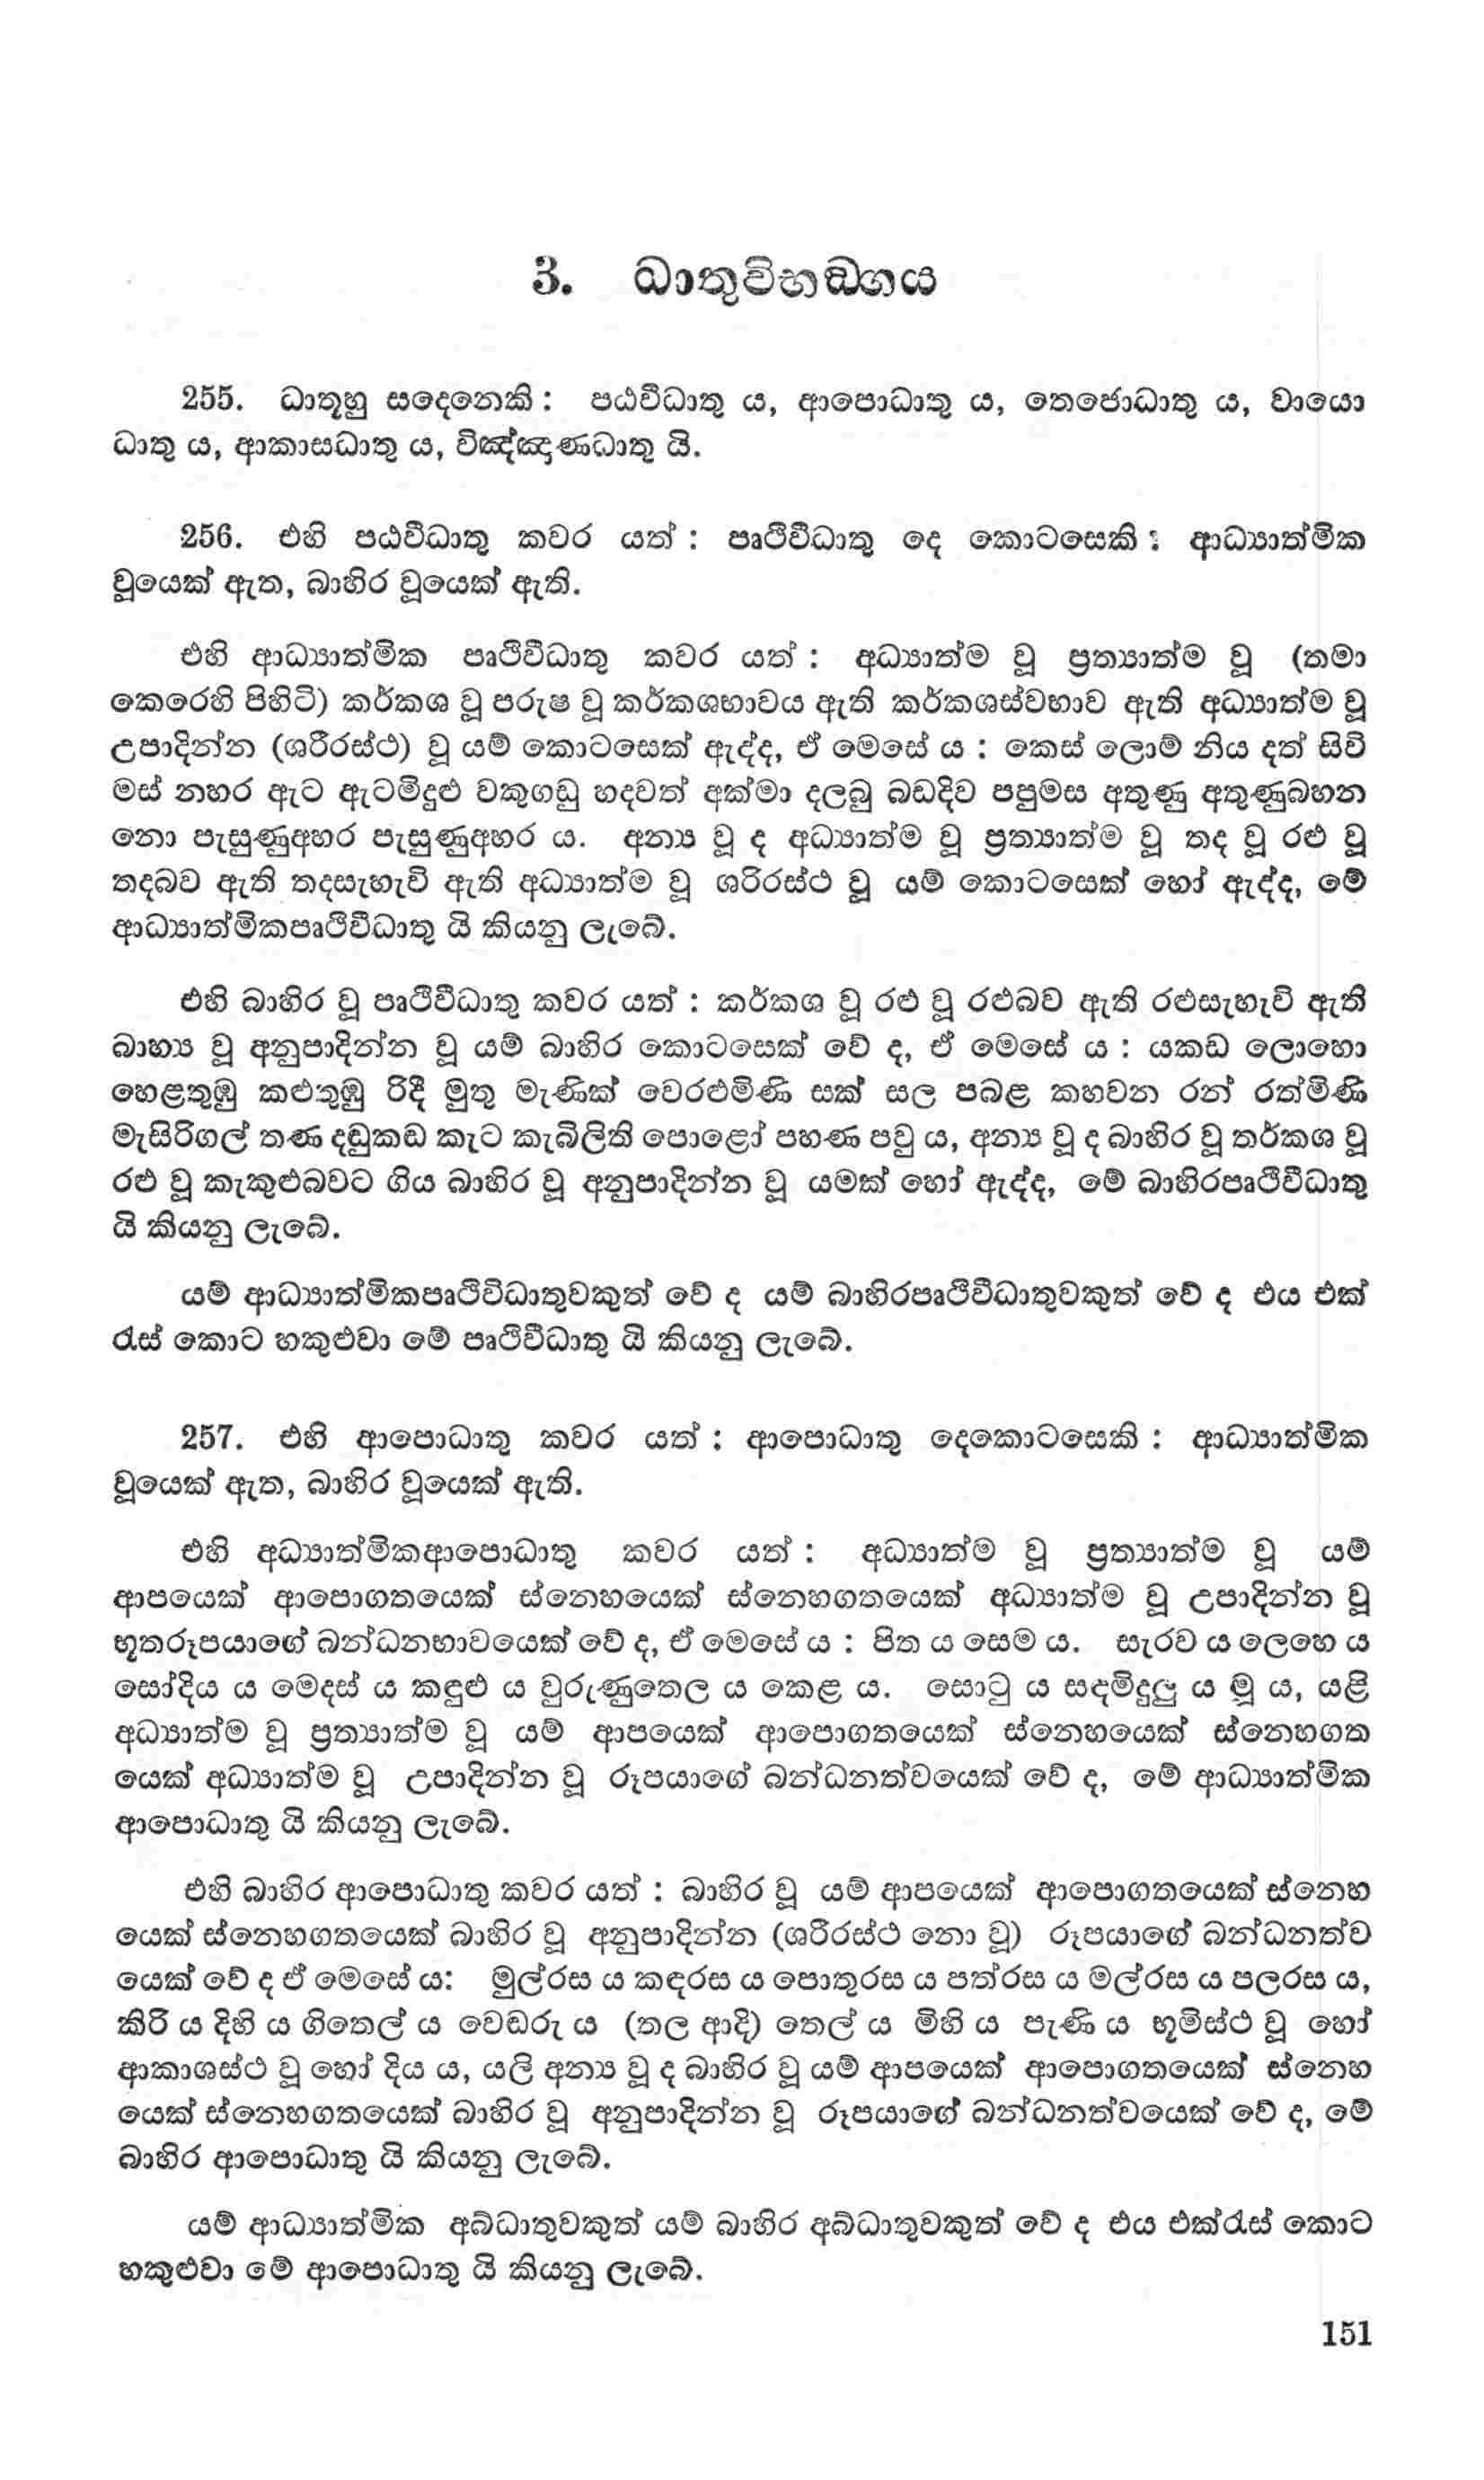 3. ධාතුවිභඞ්ගය
255. ධාතූහු සදෙනෙකි : පඨවීධාතු ය, ආපොධාතු ය, තෙජොධාතු ය, වායො
ධාතු ය, ආකාසධාතු ය, විඤ්ඤාණධාතු යි.
256. එහි පඨවීධාතු කවර යත් : පෘථිවීධාතු දෙ කොටසෙකි : ආධ්‍යාත්මික
වූයෙක් ඇත, බාහිර වූයෙක් ඇති.
එහි ආධ්‍යාත්මික පෘථිවීධාතු කවර යත් : අධ්‍යාත්ම වූ ප්‍රත්‍යාත්ම වූ (තමා
කෙරෙහි පිහිටි) කර්කශ වූ පරුෂ වූ කර්කශභාවය ඇති කර්කශස්වභාව ඇති අධ්‍යාත්ම වූ
උපාදින්න (ශරීරස්ථ) වූ යම් කොටසෙක් ඇද්ද, ඒ මෙසේ ය : කෙස් ලොම් නිය දත් සිවි
මස් නහර ඇට ඇටමිදුළු වකුගඩු හදවත් අක්මා දලබු බඩදිව පපුමස අතුණු අතුණුබහන
නො පැසුණුඅහර පැසුණුඅහර ය. අන්‍ය වූ ද අධ්‍යාත්ම වූ ප්‍රත්‍යාත්ම වූ තද වූ රළු වූ
තදබව ඇති තදසැහැවි ඇති අධ්‍යාත්ම වූ ශරීරස්ථ වූ යම් කොටසෙක් හෝ ඇද්ද, මේ
ආධ්‍යාත්මිකපෘථිවීධාතු යි කියනු ලැබේ.
එහි බාහිර වූ පෘථිවීධාතු කවර යත් : කර්කශ වූ රළු වූ රළුබව ඇති රළුසැහැවි ඇති
බාහ්‍ය වූ අනුපාදින්න වූ යම් බාහිර කොටසෙක් වේ ද, ඒ මෙසේ ය : යකඩ ලොහො
හෙළතුඹු කළුතුඹු රිදී මුතු මැණික් වෙරළුමිණි සක් සල පබළ කහවන රන් රත්මිණි
මැසිරිගල් තණ දඬුකඬ කැට කැබිලිති පොළෝ පහණ පවු ය, අන්‍ය වූ ද බාහිර වූ තර්කශ වූ
රළු වූ කැකුළුබවට ගිය බාහිර වූ අනුපාදින්න වූ යමක් හෝ ඇද්ද, මේ බාහිරපෘථිවීධාතු
යි කියනු ලැබේ.
යම් ආධ්‍යාත්මිකපෘථිවිධාතුවකුත් වේ ද යම් බාහිරපෘථිවීධාතුවකුත් වේ ද එය එක්
රැස් කොට හකුළුවා මේ පෘථිවීධාතු යි කියනු ලැබේ.
257. එහි ආපොධාතු කවර යත් : ආපොධාතු දෙකොටසෙකි : ආධ්‍යාත්මික
වූයෙක් ඇත, බාහිර වූයෙක් ඇති.
එහි අධ්‍යාත්මිකආපොධාතු කවර යත් : අධ්‍යාත්ම වූ ප්‍රත්‍යාත්ම වූ යම්
ආපයෙක් ආපොගතයෙක් ස්නෙහයෙක් ස්නෙහගතයෙක් අධ්‍යාත්ම වූ උපාදින්න වූ
භූතරූපයාගේ බන්ධනභාවයෙක් වේ ද, ඒ මෙසේ ය : පිත ය සෙම ය. සැරව ය ලෙහෙ ය
සෝදිය ය මෙදස් ය කඳුළු ය වුරුණුතෙල ය කෙළ ය. සොටු ය සඳමිදුලු ය මූ ය, යළි
අධ්‍යාත්ම වූ ප්‍රත්‍යාත්ම වූ යම් ආපයෙක් ආපොගතයෙක් ස්නෙහයෙක් ස්නෙහගත
යෙක් අධ්‍යාත්ම වූ උපාදින්න වූ රූපයාගේ බන්ධනත්වයෙක් වේ ද, මේ ආධ්‍යාත්මික
ආපොධාතු යි කියනු ලැබේ.
එහි බාහිර ආපොධාතු කවර යත් : බාහිර වූ යම් ආපයෙක් ආපොගතයෙක් ස්නෙහ
යෙක් ස්නෙහගතයෙක් බාහිර වූ අනුපාදින්න (ශරීරස්ථ නො වූ) රූපයාගේ බන්ධනත්ව
යෙක් වේ ද ඒ මෙසේ ය: මුල්රස ය කඳරස ය පොතුරස ය පත්රස ය මල්රස ය පලරස ය,
කිරි ය දිහි ය ගිතෙල් ය වෙඬරු ය (තල ආදි) තෙල් ය මිහි ය පැණි ය භූමිස්ථ වූ හෝ
ආකාශස්ථ වූ හෝ දිය ය, යලි අන්‍ය වූ ද බාහිර වූ යම් ආපයෙක් ආපොගතයෙක් ස්නෙහ
යෙක් ස්නෙහගතයෙක් බාහිර වූ අනුපාදින්න වූ රූපයාගේ බන්ධනත්වයෙක් වේ ද, මේ
බාහිර ආපොධාතු යි කියනු ලැබේ.
යම් ආධ්‍යාත්මික අබ්ධාතුවකුත් යම් බාහිර අබ්ධාතුවකුත් වේ ද එය එක්රැස් කොට
හකුළුවා මේ ආපොධාතු යි කියනු ලැබේ.
151